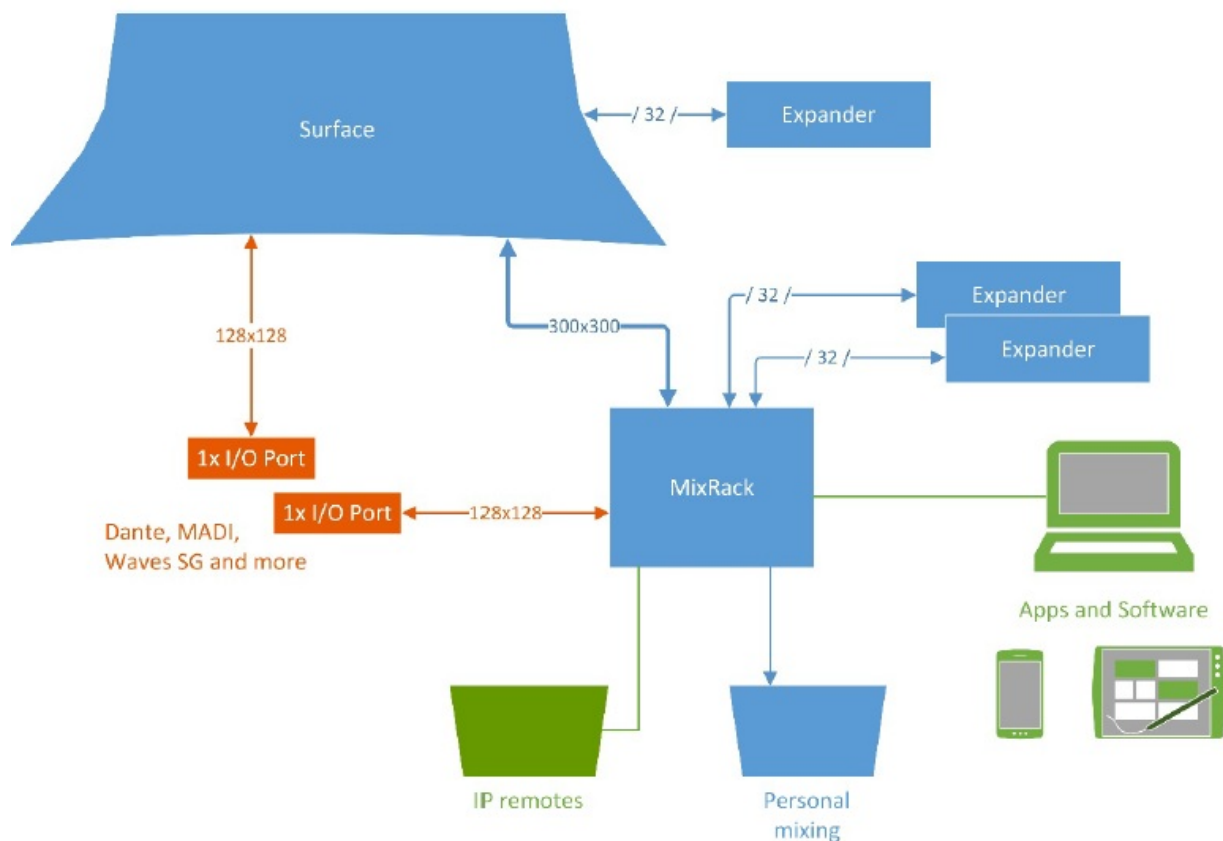 Surface
/ 32 /
Expander
128x128
300x300
/ 32 /
Expander
/ 32 /
Expander
1x I/O Port
1x I/O Port
128x128
MixRack
Dante, MADI,
Waves SG and more
Apps and Software
IP remotes
Personal
mixing